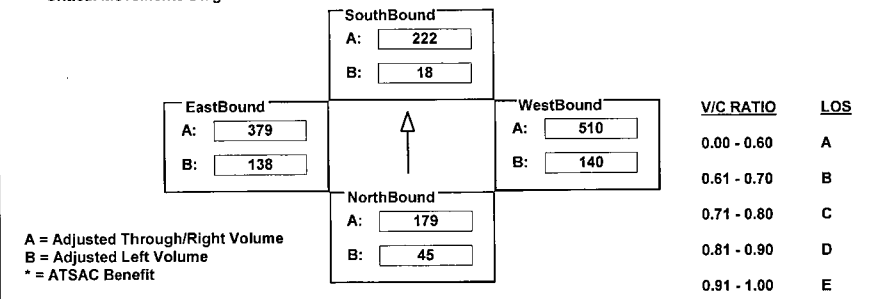 SouthBound
A: 222
B: 18
EastBound
A: 379
B: 138
WestBound
A: 510
B: 140
NorthBound
A: 179
B: 45
A = Adjusted Through/Right Volume
B = Adjusted Left Volume
* = ATSAC Benefit
V/C RATIO LOS
0.00 - 0.60 A
0.61 - 0.70 B
0.71 - 0.80 C
0.81 - 0.90 D
0.91 - 1.00 E